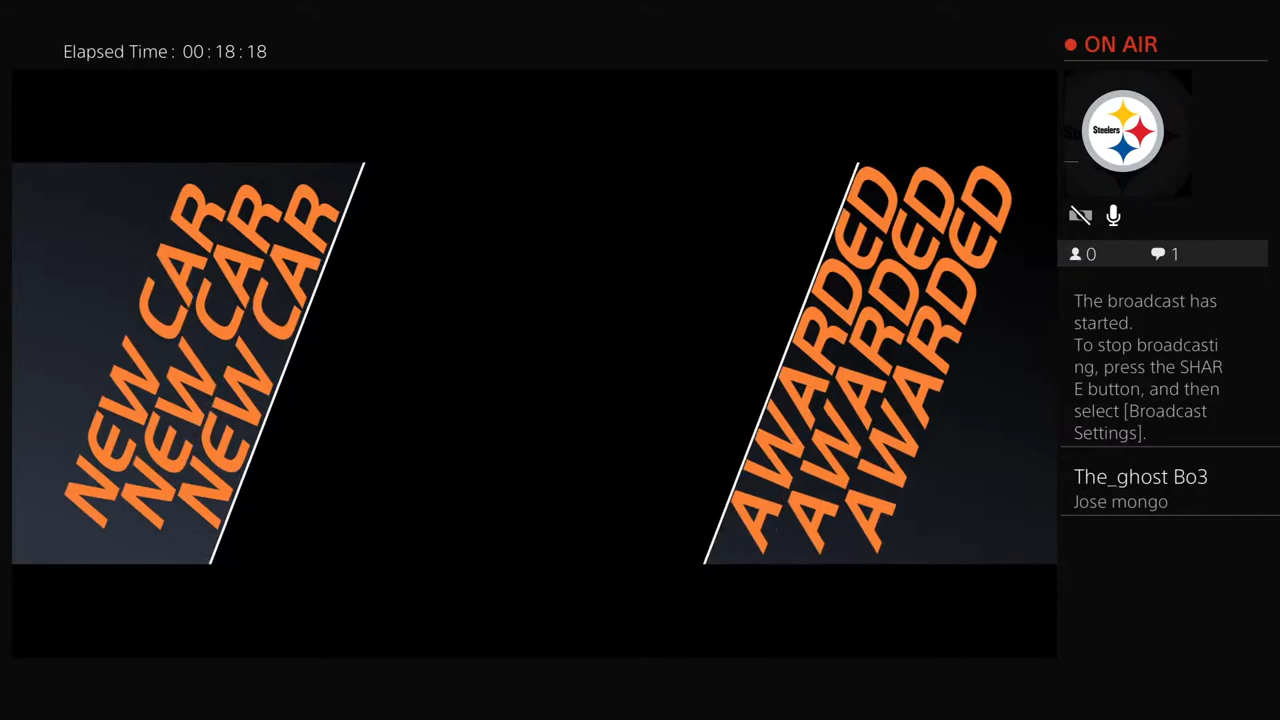 Elapsed Time: 00:18:18
ON AIR
Steelers
0 1
NEW CAR
NEW CAR
NEW CAR
AWARDED
AWARDED
AWARDED
The broadcast has
started.
To stop broadcasti
ng, press the SHAR
E button, and then
select [Broadcast
Settings].
The_ghost Bo3
Jose mongo